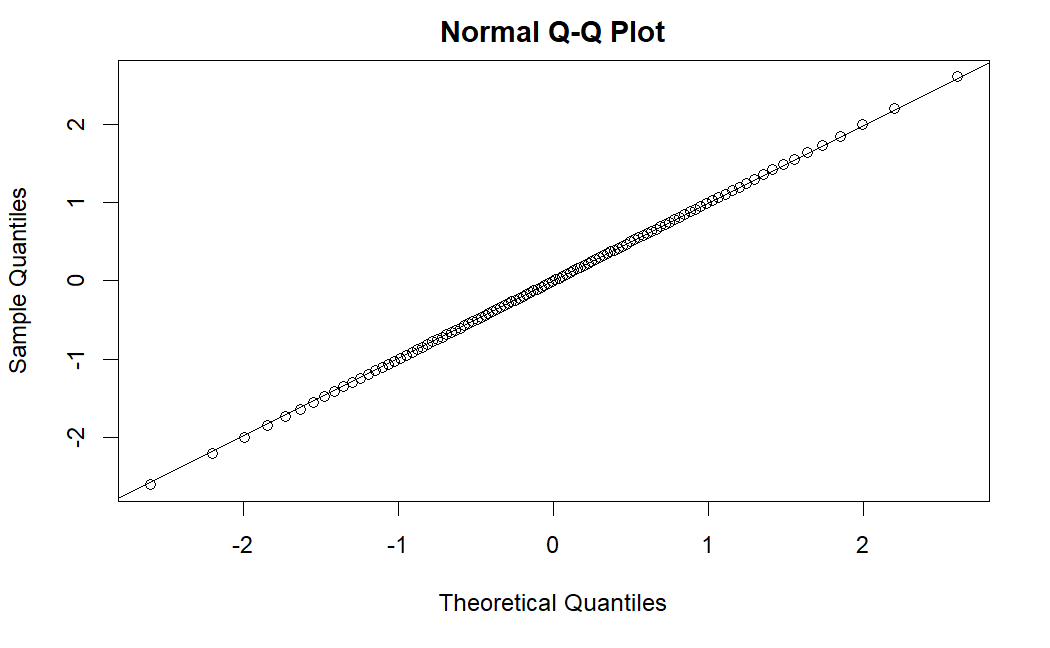 Normal Q-Q Plot
Sample Quantiles
2
1
0
-1
-2
-2 -1 0 1 2
Theoretical Quantiles